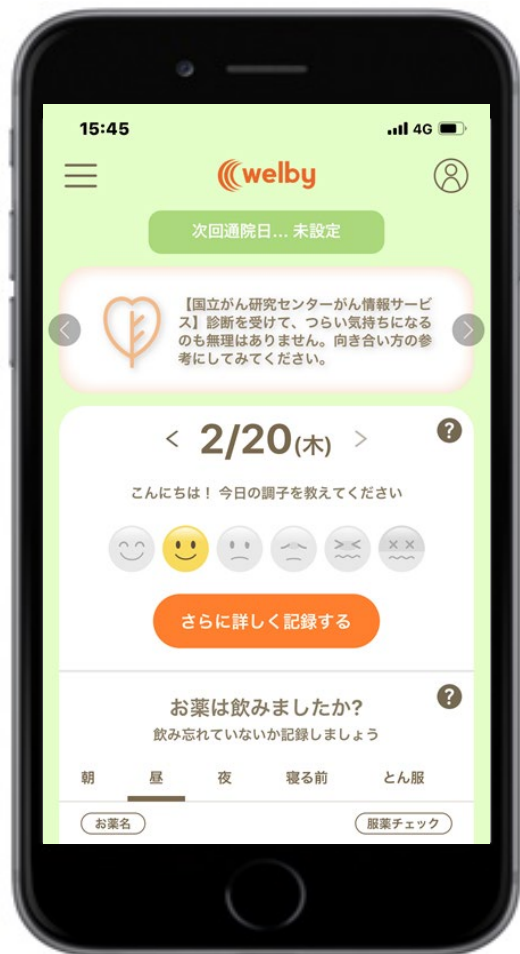 15:45
4G
welby
次回通院日... 未設定
【国立がん研究センターがん情報サービ
ス】診断を受けて、つらい気持ちになる
のも無理はありません。向き合い方の参
考にしてみてください。
< 2/20(木) >
?
こんにちは！ 今日の調子を教えてください
さらに詳しく記録する
お薬は飲みましたか?
?
飲み忘れていないか記録しましょう
朝 昼 夜 寝る前 とん服
お薬名 服薬チェック